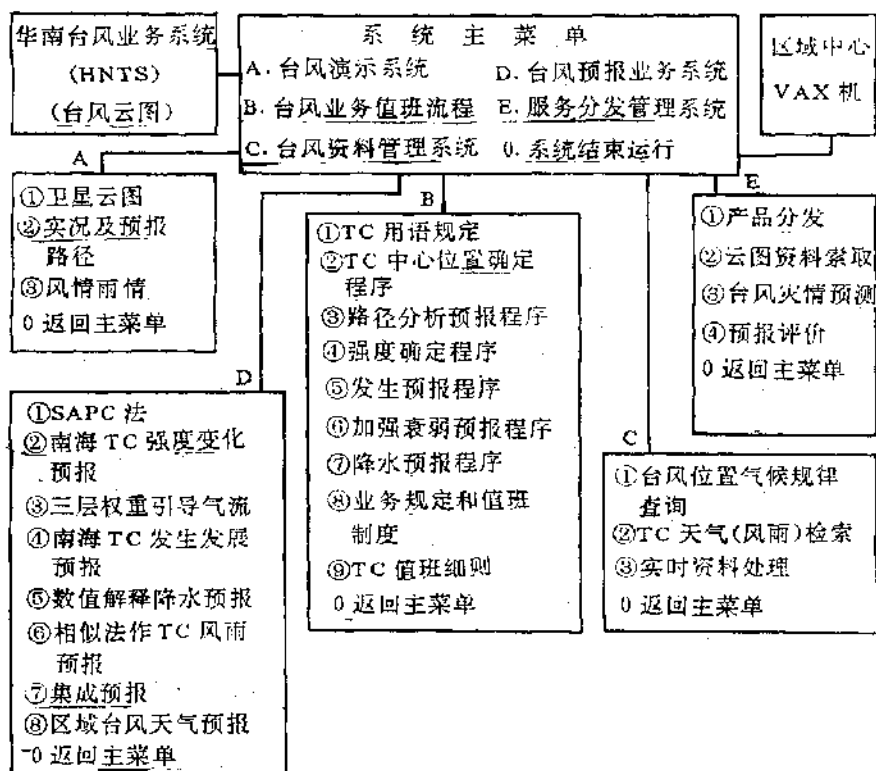 华南台风业务系统
(HNTS)
(台风云图)
系统主菜单
A. 台风演示系统 D. 台风预报业务系统
B. 台风业务值班流程 E. 服务分发管理系统
C. 台风资料管理系统 0. 系统结束运行
区域中心
VAX 机
A
①卫星云图
②实况及预报
路径
③风情雨情
0 返回主菜单
B
①TC 用语规定
②TC 中心位置确定
程序
③路径分析预报程序
④强度确定程序
⑤发生预报程序
⑥加强衰弱预报程序
⑦降水预报程序
⑧业务规定和值班
制度
⑨TC 值班细则
0 返回主菜单
E
①产品分发
②云图资料索取
③台风灾情预测
④预报评价
0 返回主菜单
D
①SAPC 法
②南海 TC 强度变化
预报
③三层权重引导气流
④南海 TC 发生发展
预报
⑤数值解释降水预报
⑥相似法作 TC 风雨
预报
⑦集成预报
⑧区域台风天气预报
0 返回主菜单
C
①台风位置气候规律
查询
②TC 天气(风雨)检索
③实时资料处理
0 返回主菜单